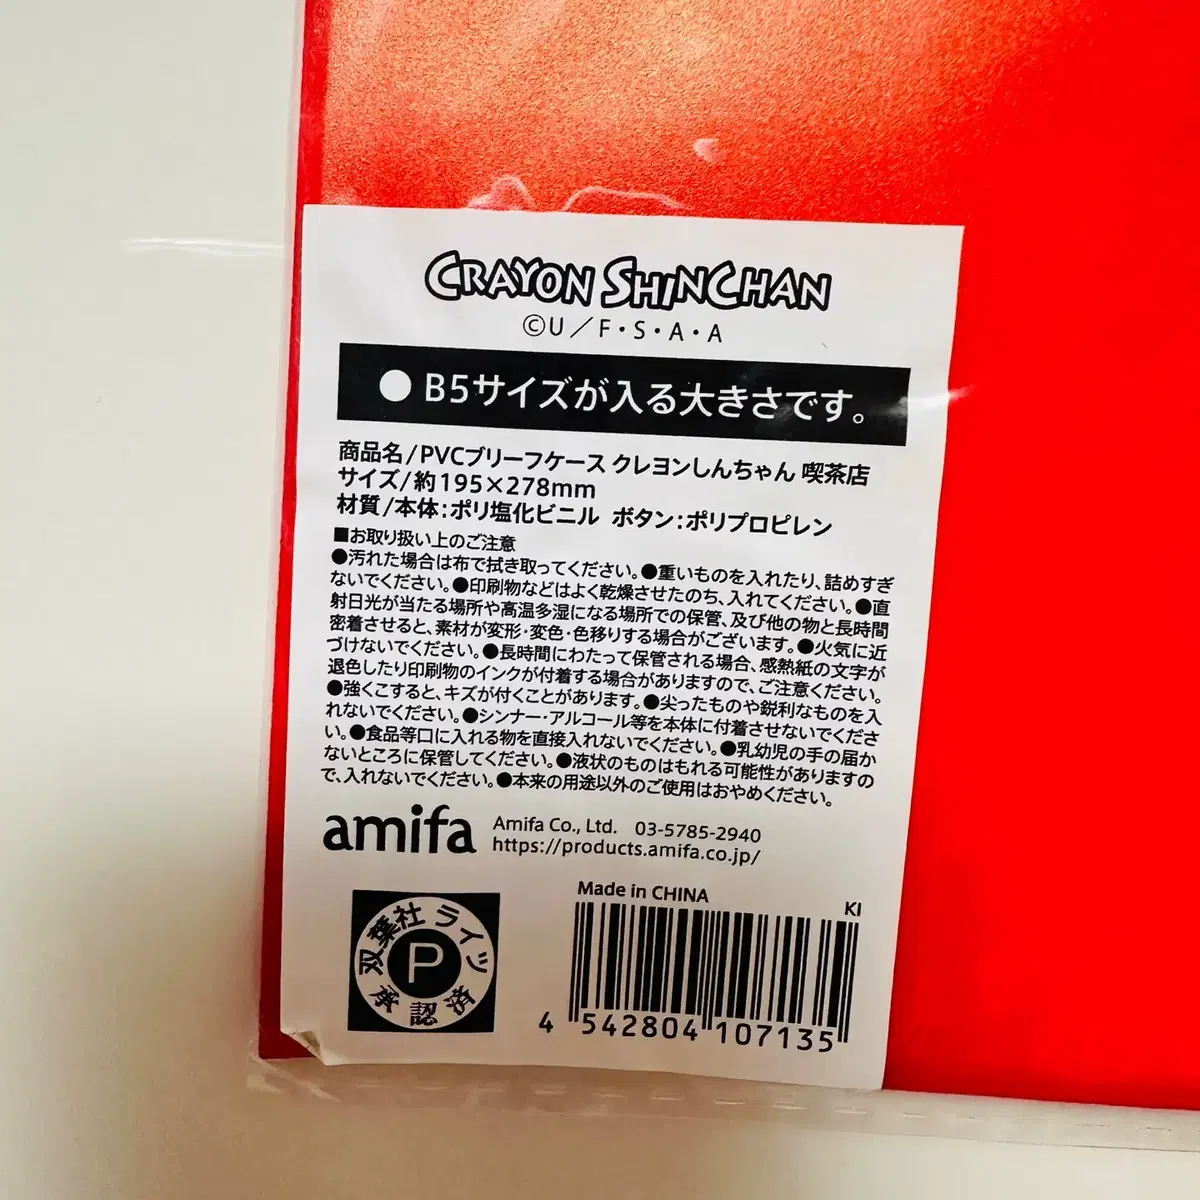 CRAYON SHINCHAN
©U／F・S・A・A
● B5サイズが入る大きさです。
商品名/PVCブリーフケース クレヨンしんちゃん 喫茶店
サイズ/約195×278mm
材質/本体:ポリ塩化ビニル ボタン:ポリプロピレン
■お取り扱い上のご注意
●汚れた場合は布で拭き取ってください。●重いものを入れたり、詰めすぎ
ないでください。●印刷物などはよく乾燥させたのち、入れてください。●直
射日光が当たる場所や高温多湿になる場所での保管、及び他の物と長時間
密着させると、素材が変形・変色・色移りする場合がございます。●火気に近
づけないでください。●長時間にわたって保管される場合、感熱紙の文字が
退色したり印刷物のインクが付着する場合がありますので、ご注意ください。
●強くこすると、キズが付くことがあります。●尖ったものや鋭利なものを入
れないでください。●シンナー・アルコール等を本体に付着させないでくださ
い。●食品等口に入れる物を直接入れないでください。●乳幼児の手の届か
ないところに保管してください。●液状のものはもれる可能性がありますの
で、入れないでください。●本来の用途以外のご使用はおやめください。
amifa
Amifa Co., Ltd. 03-5785-2940
https://products.amifa.co.jp/
双葉社ライツ
P
承認済
Made in CHINA
KI
4 542804 107135